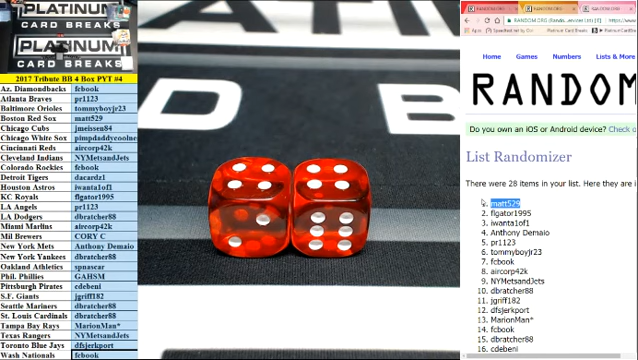 PLATINUM
CARD BREAKS
PLATINUM
CARD BREAKS
2017 Tribute BB 4 Box PYT #4
Az. Diamondbacks fcbook
Atlanta Braves pr1123
Baltimore Orioles tommyboyjr23
Boston Red Sox matt529
Chicago Cubs jmeissen84
Chicago White Sox pimpdaddycoolne
Cincinnati Reds aircorp42k
Cleveland Indians NYMetsandJets
Colorado Rockies fcbook
Detroit Tigers dacardz1
Houston Astros iwanta1of1
KC Royals flgator1995
LA Angels pr1123
LA Dodgers dbratcher88
Miami Marlins aircorp42k
Mil Brewers CORY C
New York Mets Anthony Demaio
New York Yankees dbratcher88
Oakland Athletics spnascar
Phil. Phillies GAHSM
Pittsburgh Pirates cdebeni
S.F. Giants jgriff182
Seattle Mariners dbratcher88
St. Louis Cardinals dbratcher88
Tampa Bay Rays MarionMan*
Texas Rangers NYMetsandJets
Toronto Blue Jays dfsjerkport
Wash Nationals fcbook
D B
CARD BR
Home Games Numbers Lists & More
RANDOM
Do you own an iOS or Android device? Check o
List Randomizer
There were 28 items in your list. Here they are i
1. matt529
2. flgator1995
3. iwanta1of1
4. Anthony Demaio
5. pr1123
6. tommyboyjr23
7. fcbook
8. aircorp42k
9. NYMetsandJets
10. dbratcher88
11. jgriff182
12. dfsjerkport
13. MarionMan*
14. fcbook
15. dbratcher88
16. cdebeni